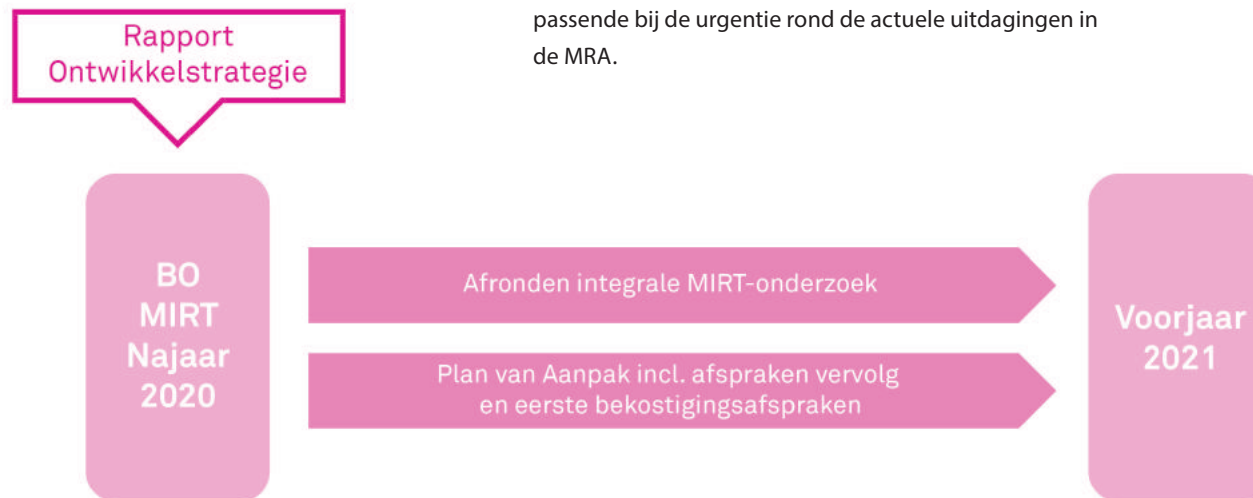 passende bij de urgentie rond de actuele uitdagingen in
de MRA.
Rapport
Ontwikkelstrategie
BO
MIRT
Najaar
2020
Afronden integrale MIRT-onderzoek
Plan van Aanpak incl. afspraken vervolg
en eerste bekostigingsafspraken
Voorjaar
2021